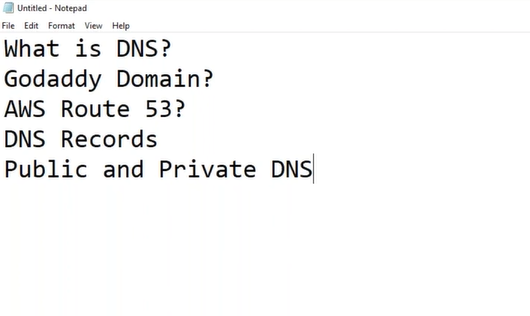 Untitled - Notepad
File Edit Format View Help
What is DNS?
Godaddy Domain?
AWS Route 53?
DNS Records
Public and Private DNS